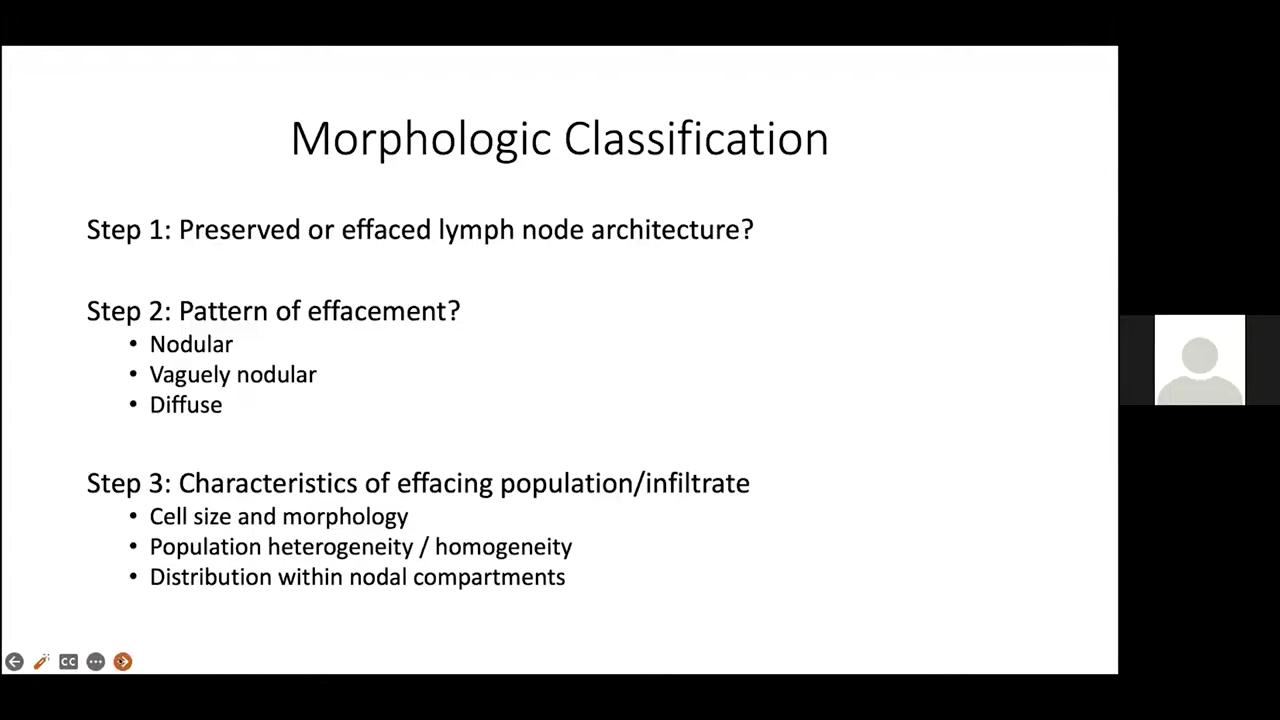 Morphologic Classification
Step 1: Preserved or effaced lymph node architecture?
Step 2: Pattern of effacement?
• Nodular
• Vaguely nodular
• Diffuse
Step 3: Characteristics of effacing population/infiltrate
• Cell size and morphology
• Population heterogeneity / homogeneity
• Distribution within nodal compartments
CC